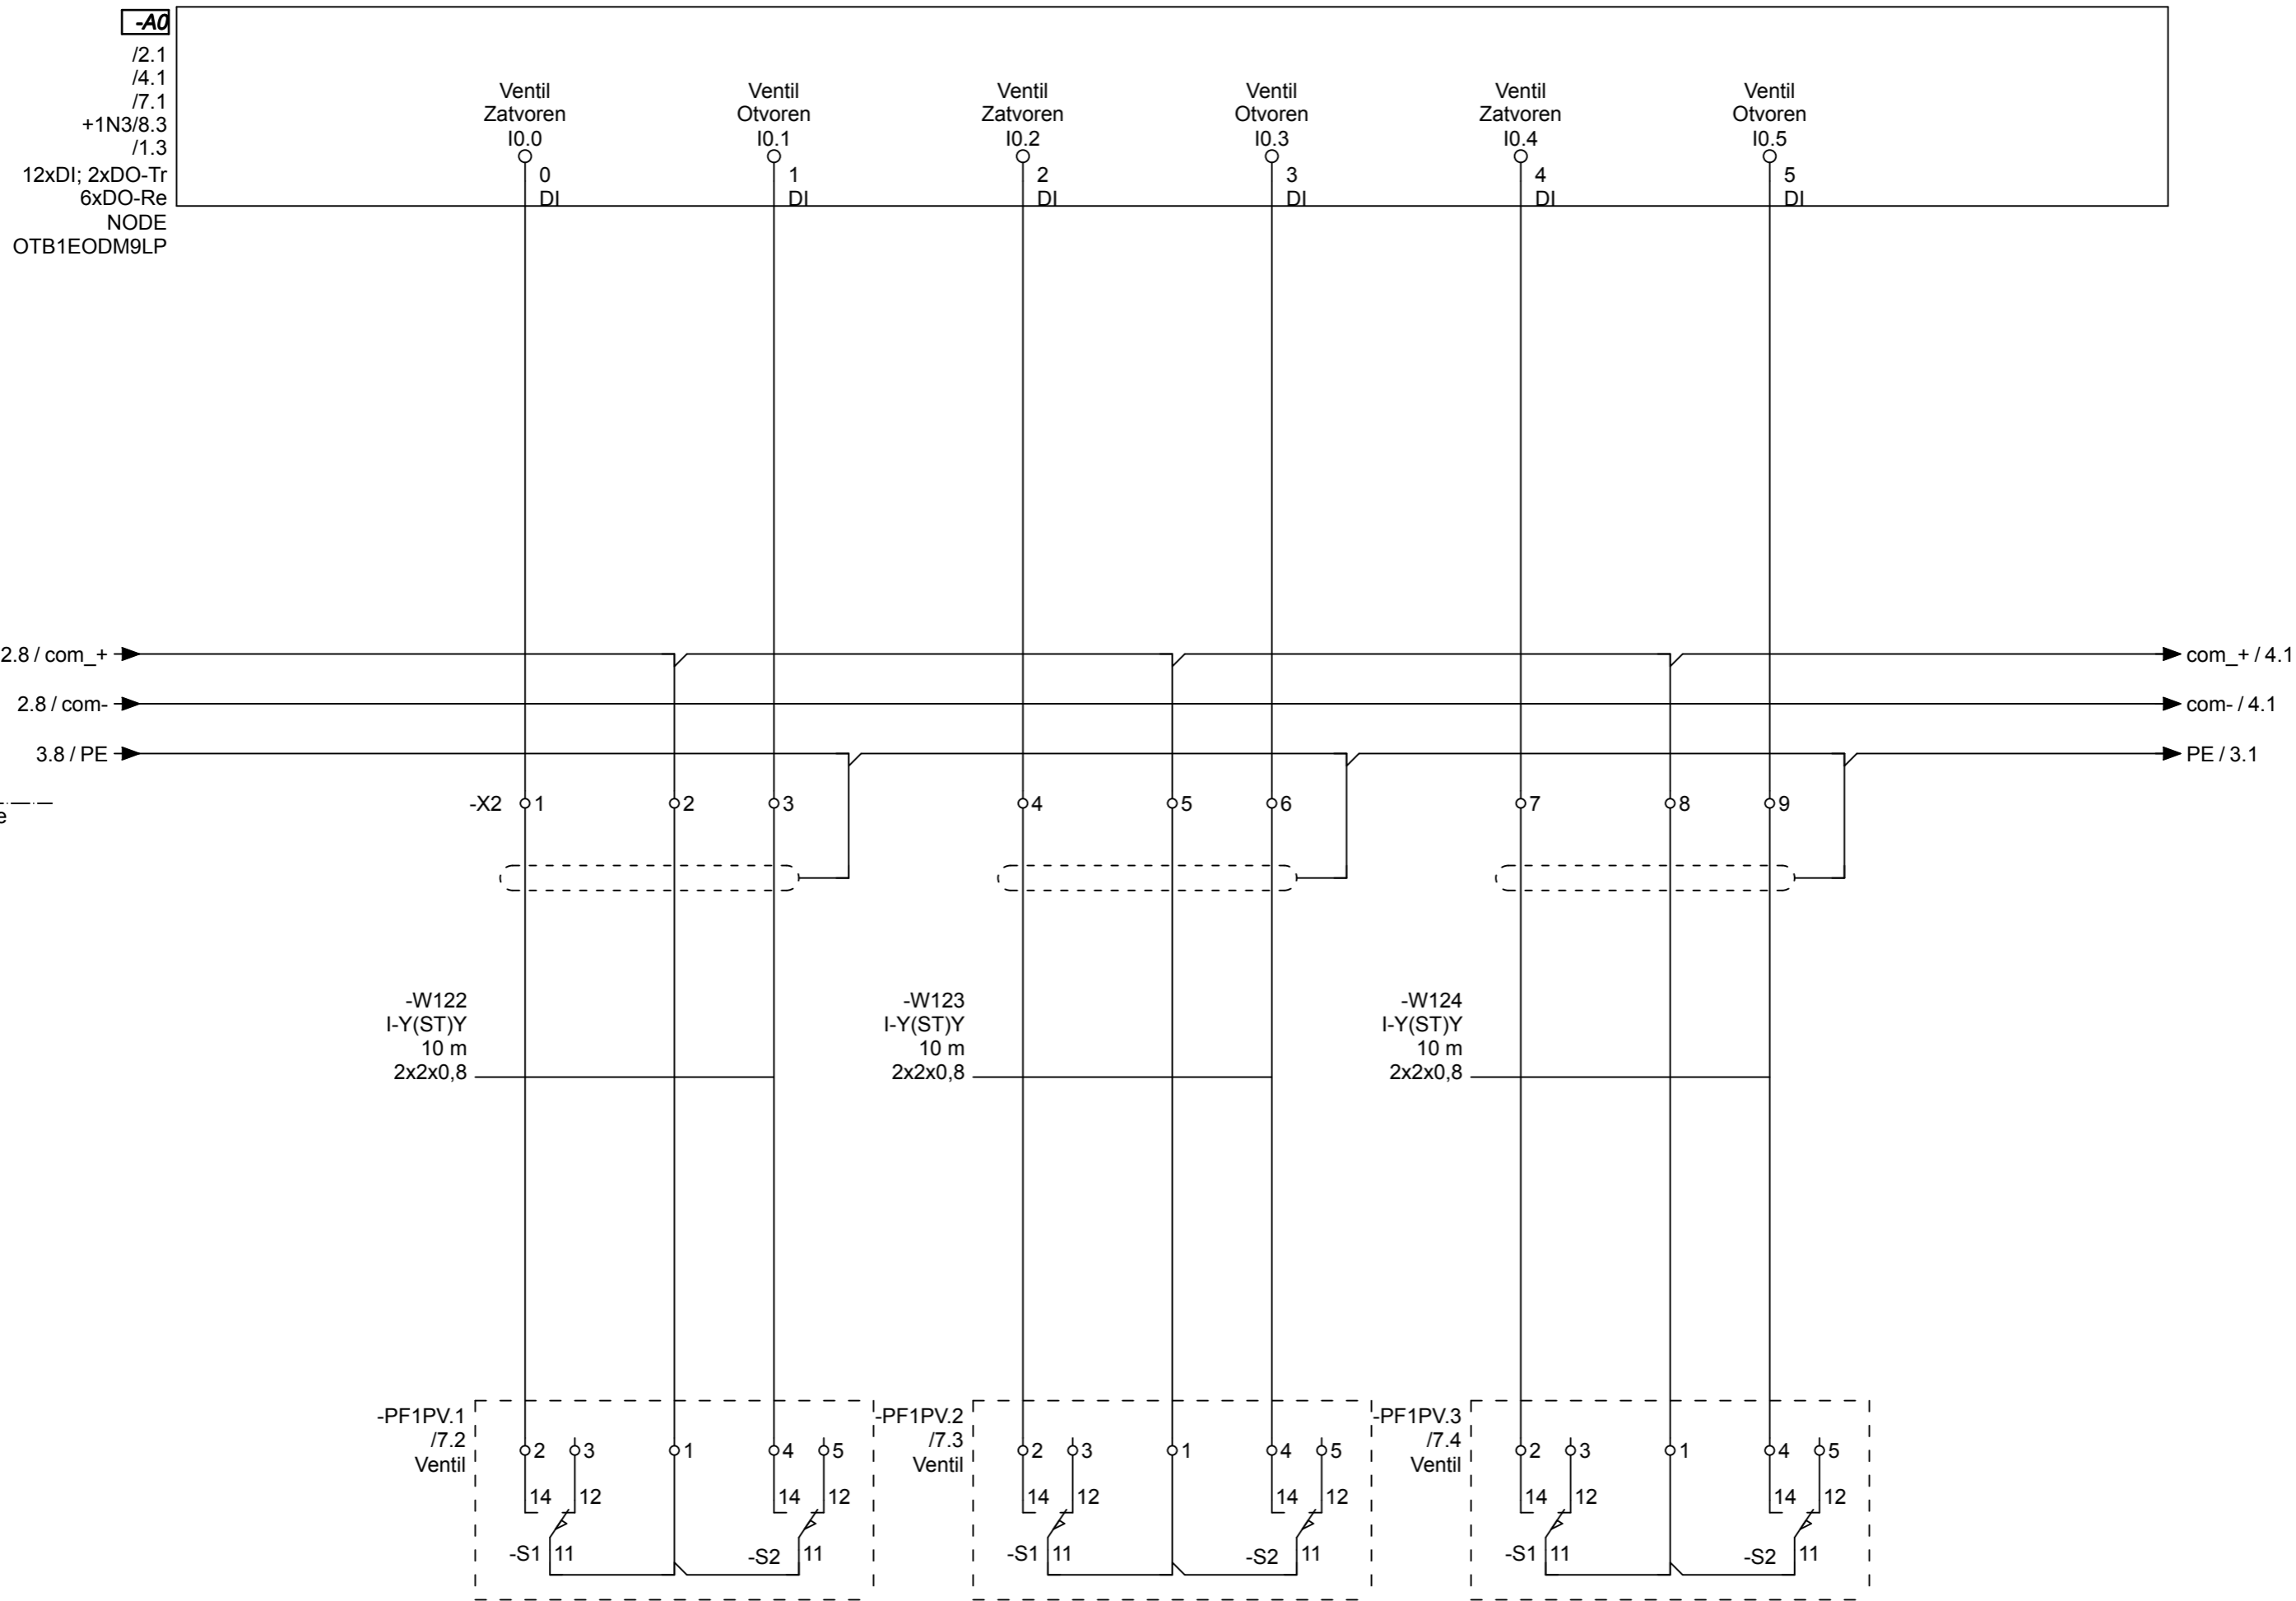 -A0
/2.1
/4.1
/7.1
+1N3/8.3
/1.3
12xDI; 2xDO-Tr
6xDO-Re
NODE
OTB1EODM9LP
Ventil Ventil Ventil Ventil Ventil Ventil
Zatvoren Otvoren Zatvoren Otvoren Zatvoren Otvoren
I0.0 I0.1 I0.2 I0.3 I0.4 I0.5
0 1 2 3 4 5
DI DI DI DI DI DI
2.8 / com_+ com_+ / 4.1
2.8 / com- com- / 4.1
3.8 / PE PE / 3.1
-X2 1 2 3 4 5 6 7 8 9
e
-W122 -W123 -W124
I-Y(ST)Y I-Y(ST)Y I-Y(ST)Y
10 m 10 m 10 m
2x2x0,8 2x2x0,8 2x2x0,8
-PF1PV.1 -PF1PV.2 -PF1PV.3
/7.2 /7.3 /7.4
Ventil Ventil Ventil
2 3 1 4 5 2 3 1 4 5 2 3 1 4 5
14 12 14 12 14 12 14 12 14 12 14 12
-S1 11 -S2 11 -S1 11 -S2 11 -S1 11 -S2 11